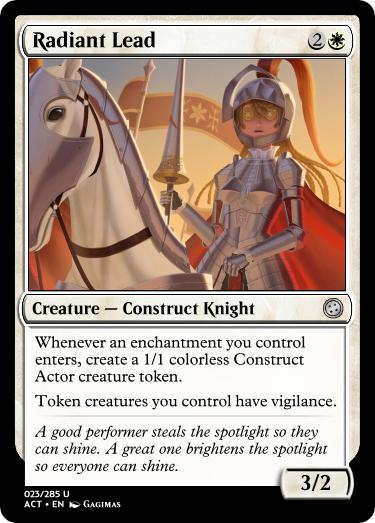 Radiant Lead 2
Creature — Construct Knight
Whenever an enchantment you control
enters, create a 1/1 colorless Construct
Actor creature token.
Token creatures you control have vigilance.
A good performer steals the spotlight so they
can shine. A great one brightens the spotlight
so everyone can shine.
3/2
023/285 U
ACT • EN Gagimas